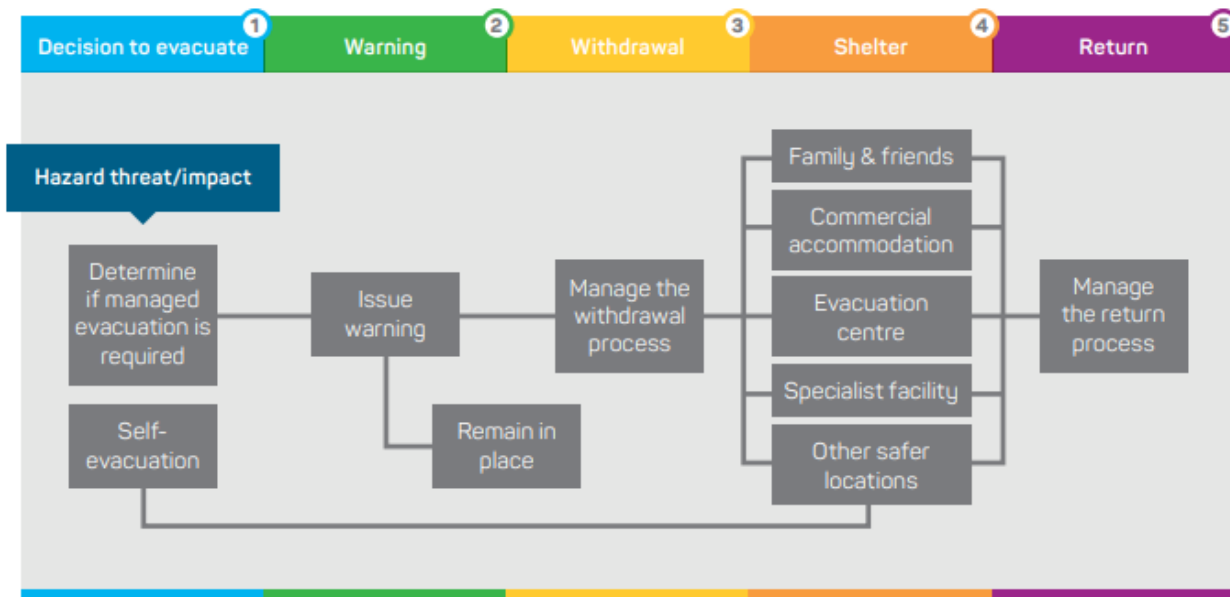 1
2
3
4
5
Decision to evacuate
Warning
Withdrawal
Shelter
Return
Hazard threat/impact
Determine
if managed
evacuation is
required
Self-
evacuation
Issue
warning
Remain in
place
Manage the
withdrawal
process
Family & friends
Commercial
accommodation
Evacuation
centre
Specialist facility
Other safer
locations
Manage
the return
process